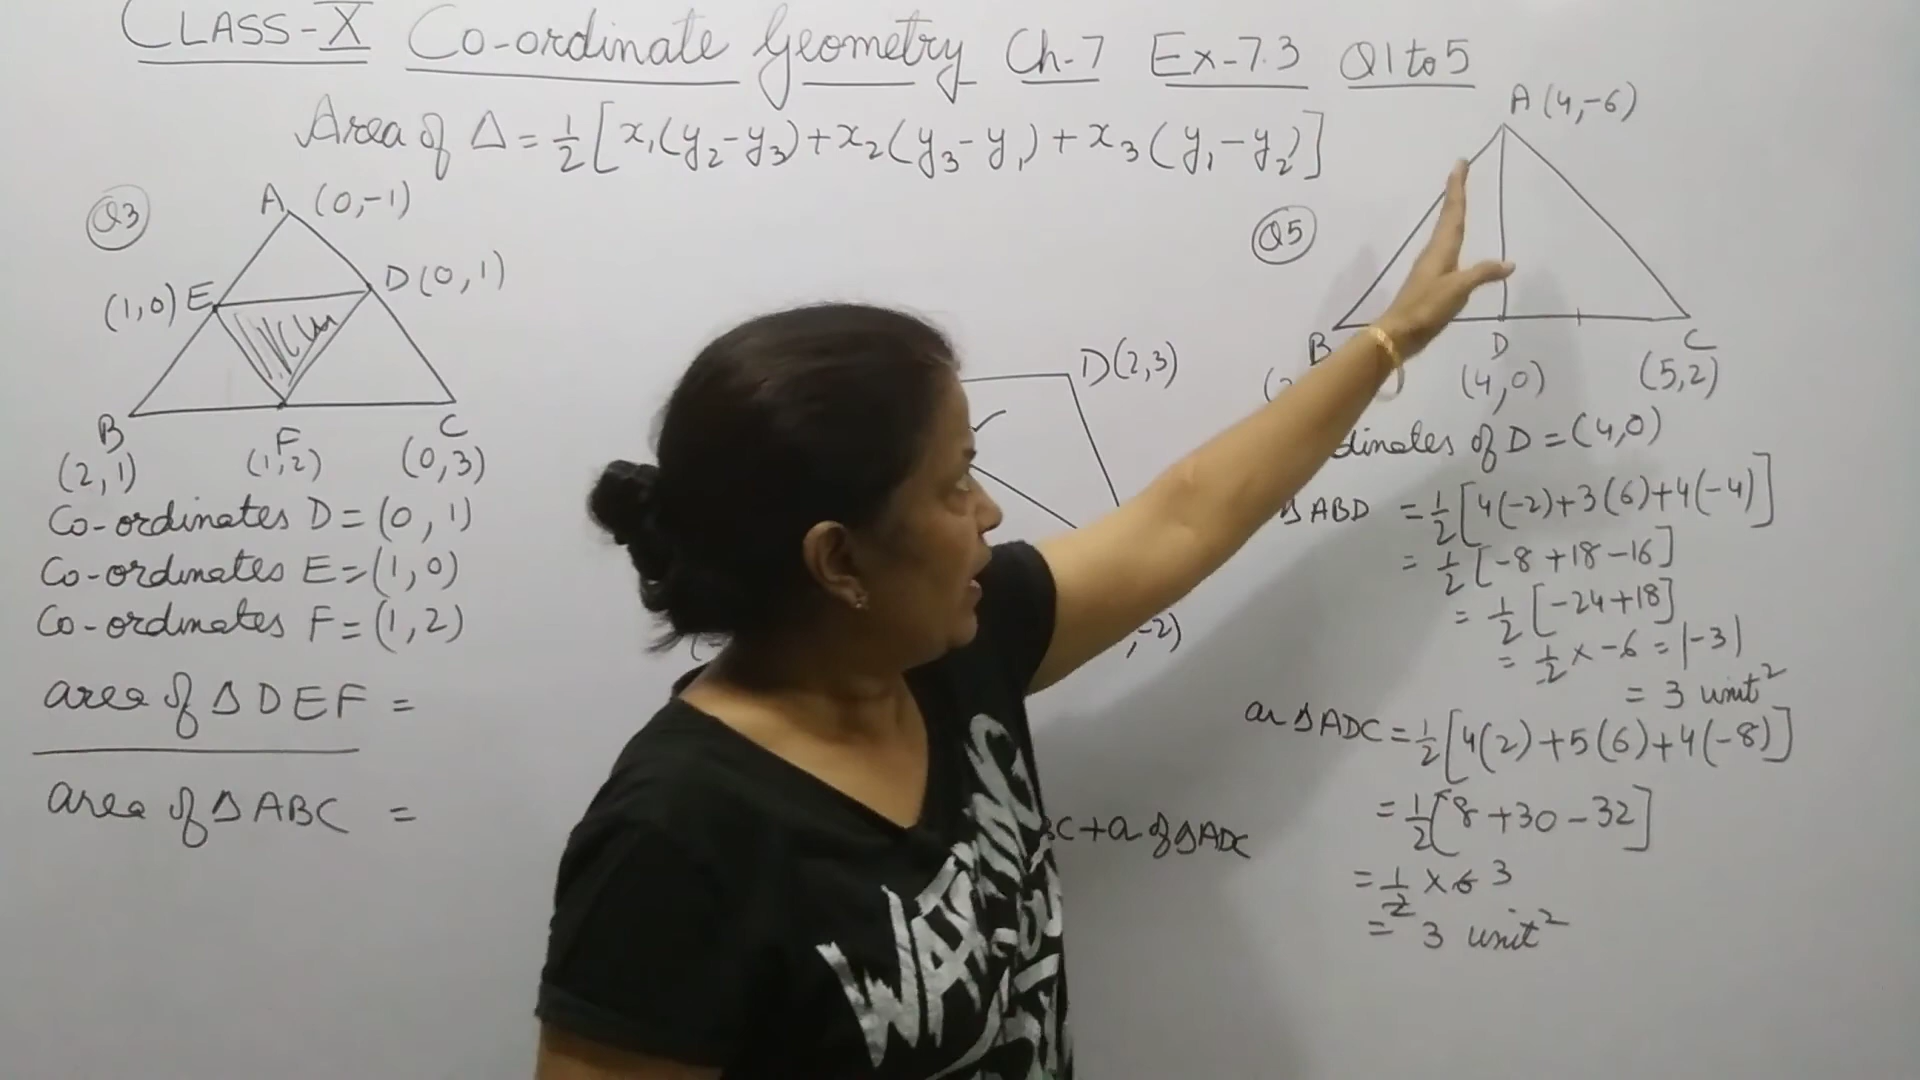 CLASS-X Co-ordinate Geometry Ch-7 Ex-7.3 Q1 to 5
Area of Δ = 1/2 [x₁(y₂-y₃)+x₂(y₃-y₁)+x₃(y₁-y₂)]
Q3
A (0,-1)
(1,0) E
D(0,1)
B
(2,1)
F
(1,2)
C
(0,3)
Co-ordinates D = (0,1)
Co-ordinates E = (1,0)
Co-ordinates F = (1,2)
area of Δ DEF =
area of Δ ABC =
D(2,3)
,-2)
C + a of Δ ADC
Q5
A (4,-6)
B
D
(4,0)
C
(5,2)
dinates of D = (4,0)
Δ ABD = 1/2 [4(-2)+3(6)+4(-4)]
= 1/2 [-8+18-16]
= 1/2 [-24+18]
= 1/2 x -6 = |-3|
= 3 unit²
ar Δ ADC = 1/2 [4(2)+5(6)+4(-8)]
= 1/2 [8+30-32]
= 1/2 x 6 3
= 3 unit²
WAX